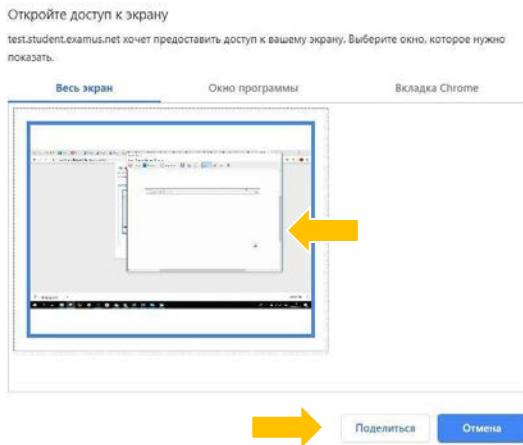 Откройте доступ к экрану
test.student.examus.net хочет предоставить доступ к вашему экрану. Выберите окно, которое нужно
показать.
Весь экран Окно программы Вкладка Chrome
Поделиться Отмена